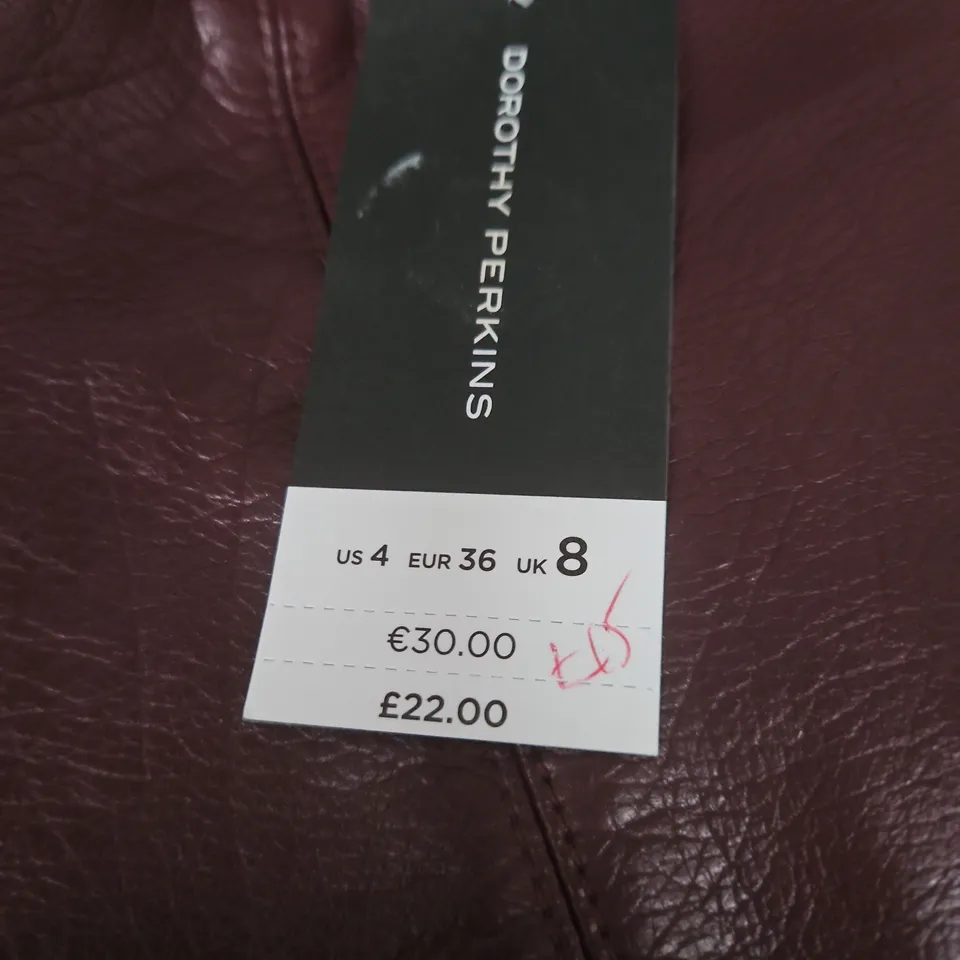 DOROTHY PERKINS
US 4 EUR 36 UK 8
€30.00
£22.00